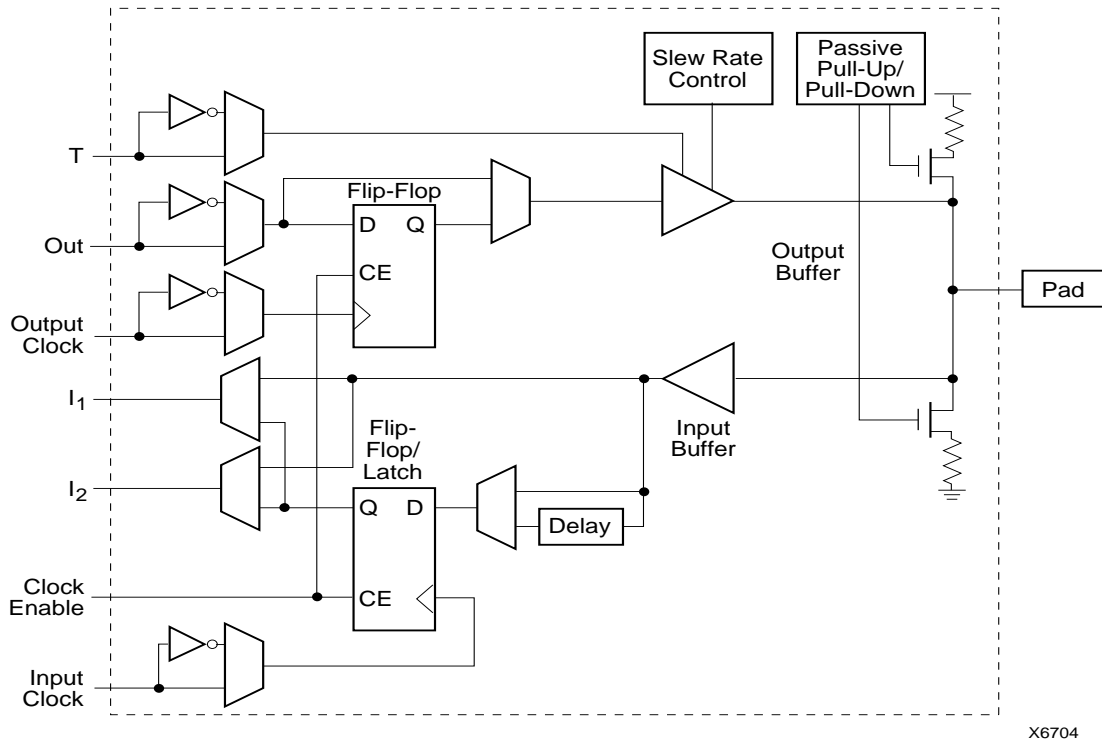 Slew Rate
Control
Passive
Pull-Up/
Pull-Down
T
Flip-Flop
D
Q
Out
CE
Output
Buffer
Pad
Output
Clock
I1
Flip-
Flop/
Latch
Input
Buffer
I2
Q
D
Delay
Clock
Enable
CE
Input
Clock
X6704